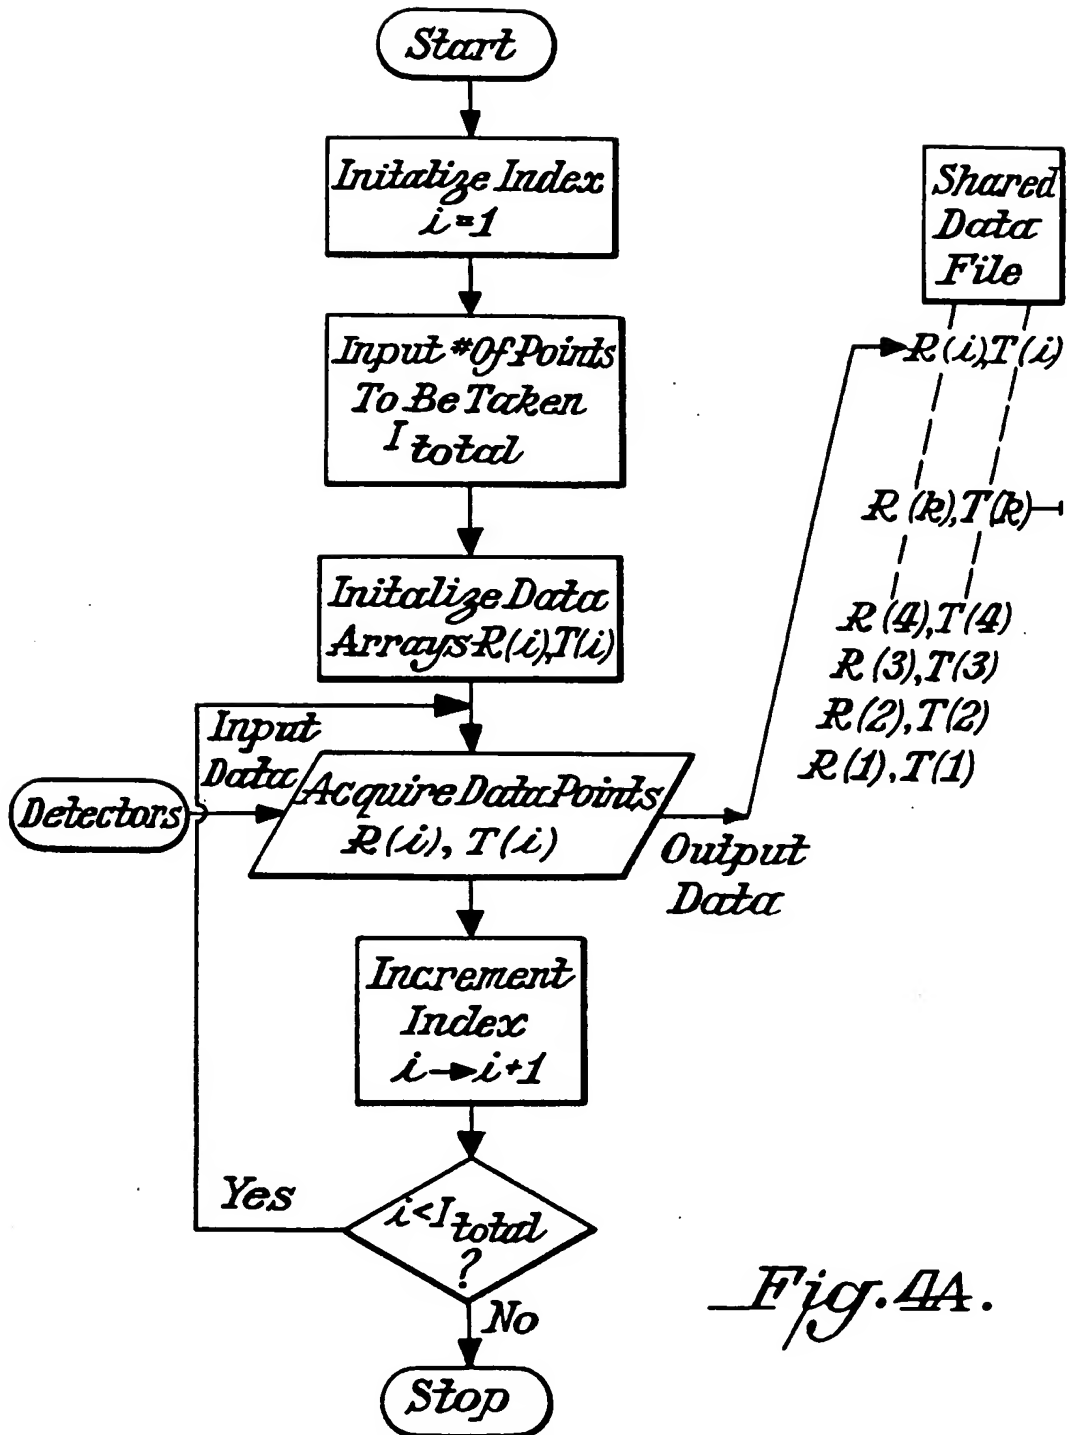 Start
Initalize Index
i=1
Input #Of Points
To Be Taken
I total
Initalize Data
Arrays R(i),T(i)
Input
Data
Detectors
Acquire Data Points
R(i), T(i)
Output
Data
Increment
Index
i→i+1
Yes
i<I total
?
No
Stop
Shared
Data
File
R(i),T(i)
R(k),T(k)
R(4),T(4)
R(3),T(3)
R(2),T(2)
R(1),T(1)
Fig. 4A.